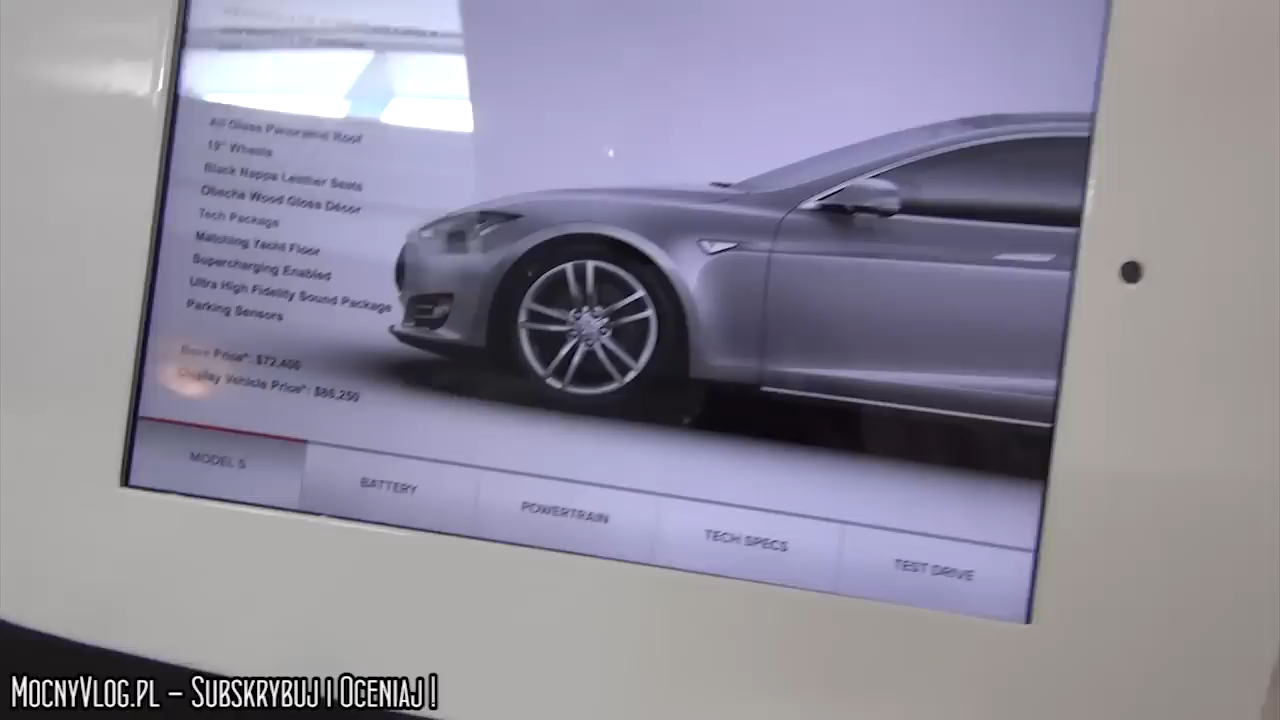 All Glass Panoramic Roof
19" Wheels
Black Nappa Leather Seats
Obeche Wood Gloss Décor
Tech Package
Matching Yacht Floor
Supercharging Enabled
Ultra High Fidelity Sound Package
Parking Sensors
Base Price*: $72,400
Display Vehicle Price*: $86,250
MODEL S
BATTERY
POWERTRAIN
TECH SPECS
TEST DRIVE
MocnyVlog.pl – Subskrybuj i Oceniaj !